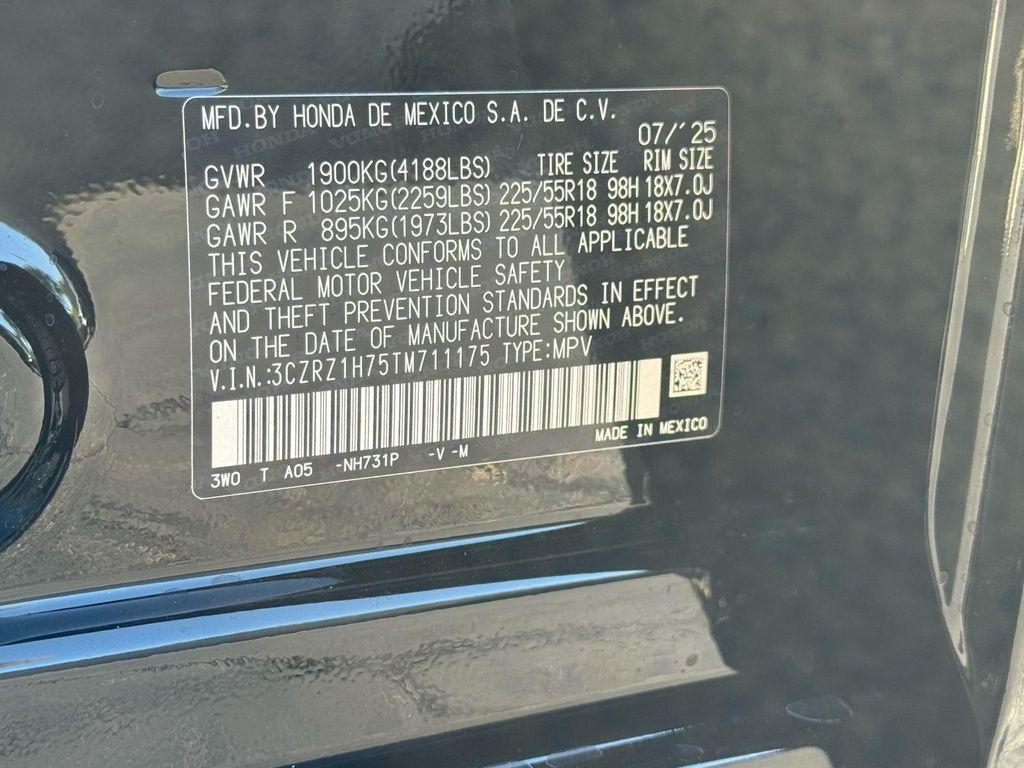 MFD.BY HONDA DE MEXICO S.A. DE C.V.
07/'25
GVWR 1900KG(4188LBS) TIRE SIZE RIM SIZE
GAWR F 1025KG(2259LBS) 225/55R18 98H 18X7.0J
GAWR R 895KG(1973LBS) 225/55R18 98H 18X7.0J
THIS VEHICLE CONFORMS TO ALL APPLICABLE
FEDERAL MOTOR VEHICLE SAFETY
AND THEFT PREVENTION STANDARDS IN EFFECT
ON THE DATE OF MANUFACTURE SHOWN ABOVE.
V.I.N.:3CZRZ1H75TM711175 TYPE:MPV
MADE IN MEXICO
3W0 T A05 -NH731P -V -M